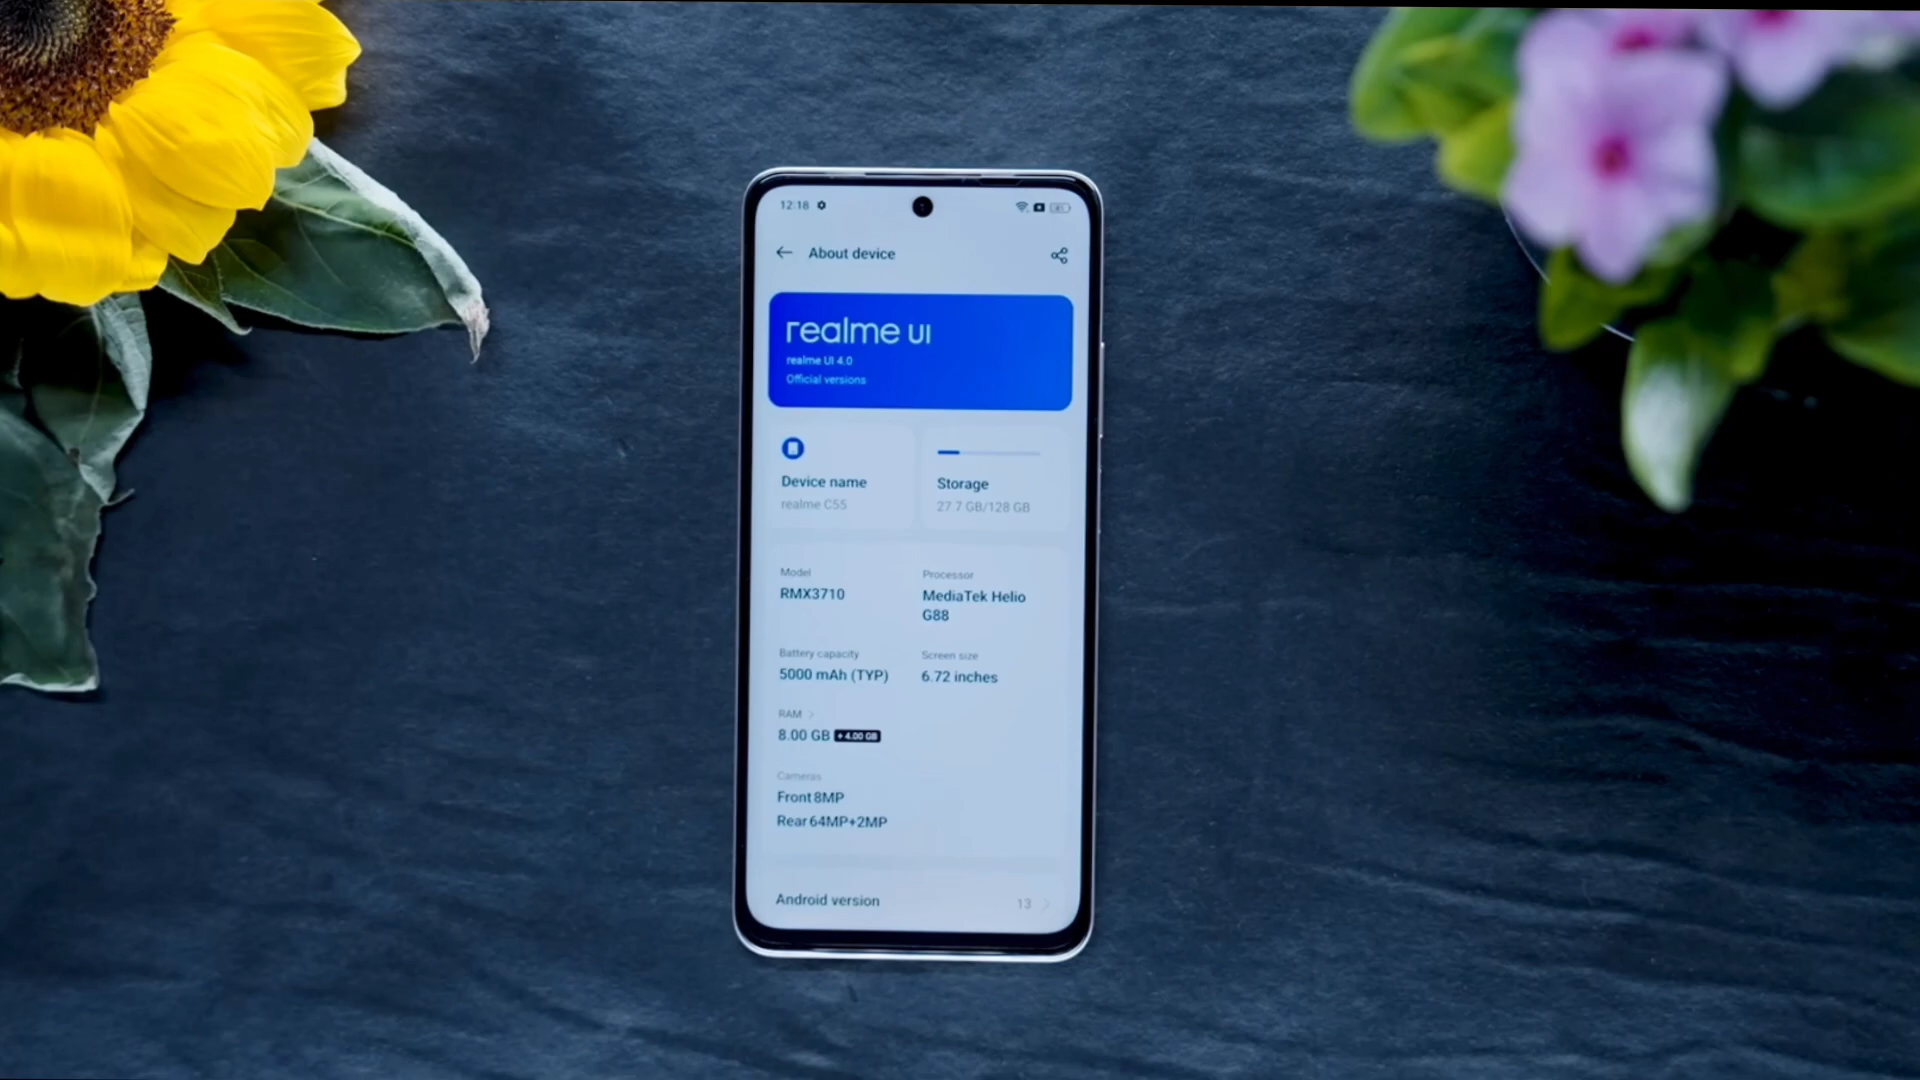 12:18
About device
realme UI
realme UI 4.0
Official versions
Device name
realme C55
Storage
27.7 GB/128 GB
Model
RMX3710
Processor
MediaTek Helio
G88
Battery capacity
5000 mAh (TYP)
Screen size
6.72 inches
RAM
8.00 GB + 4.00 GB
Cameras
Front 8MP
Rear 64MP+2MP
Android version
13